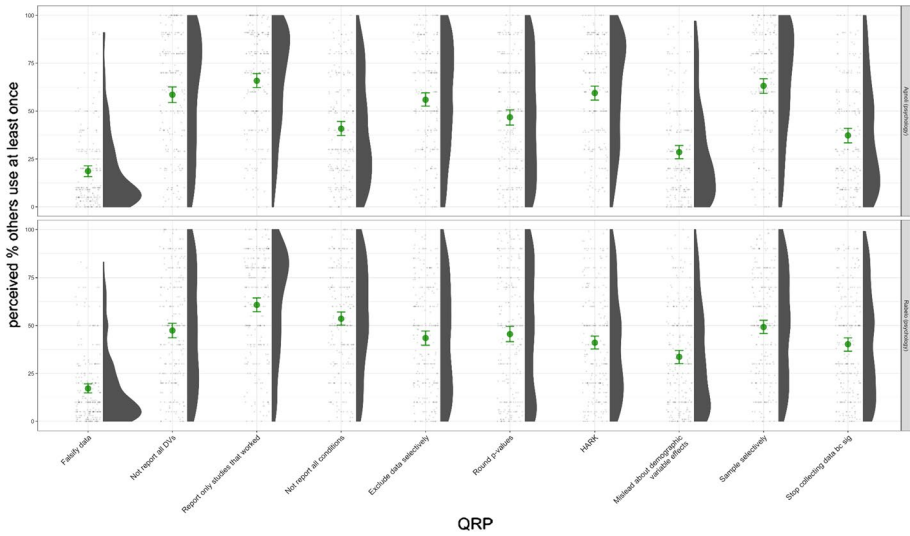 perceived % others use at least once
100
75
50
25
0
Agnoli (psychology)
100
75
50
25
0
Rabelo (psychology)
Falsify data
Not report all DVs
Report only studies that worked
Not report all conditions
Exclude data selectively
Round p-values
HARK
Mislead about demographic
variable effects
Sample selectively
Stop collecting data bc sig
QRP